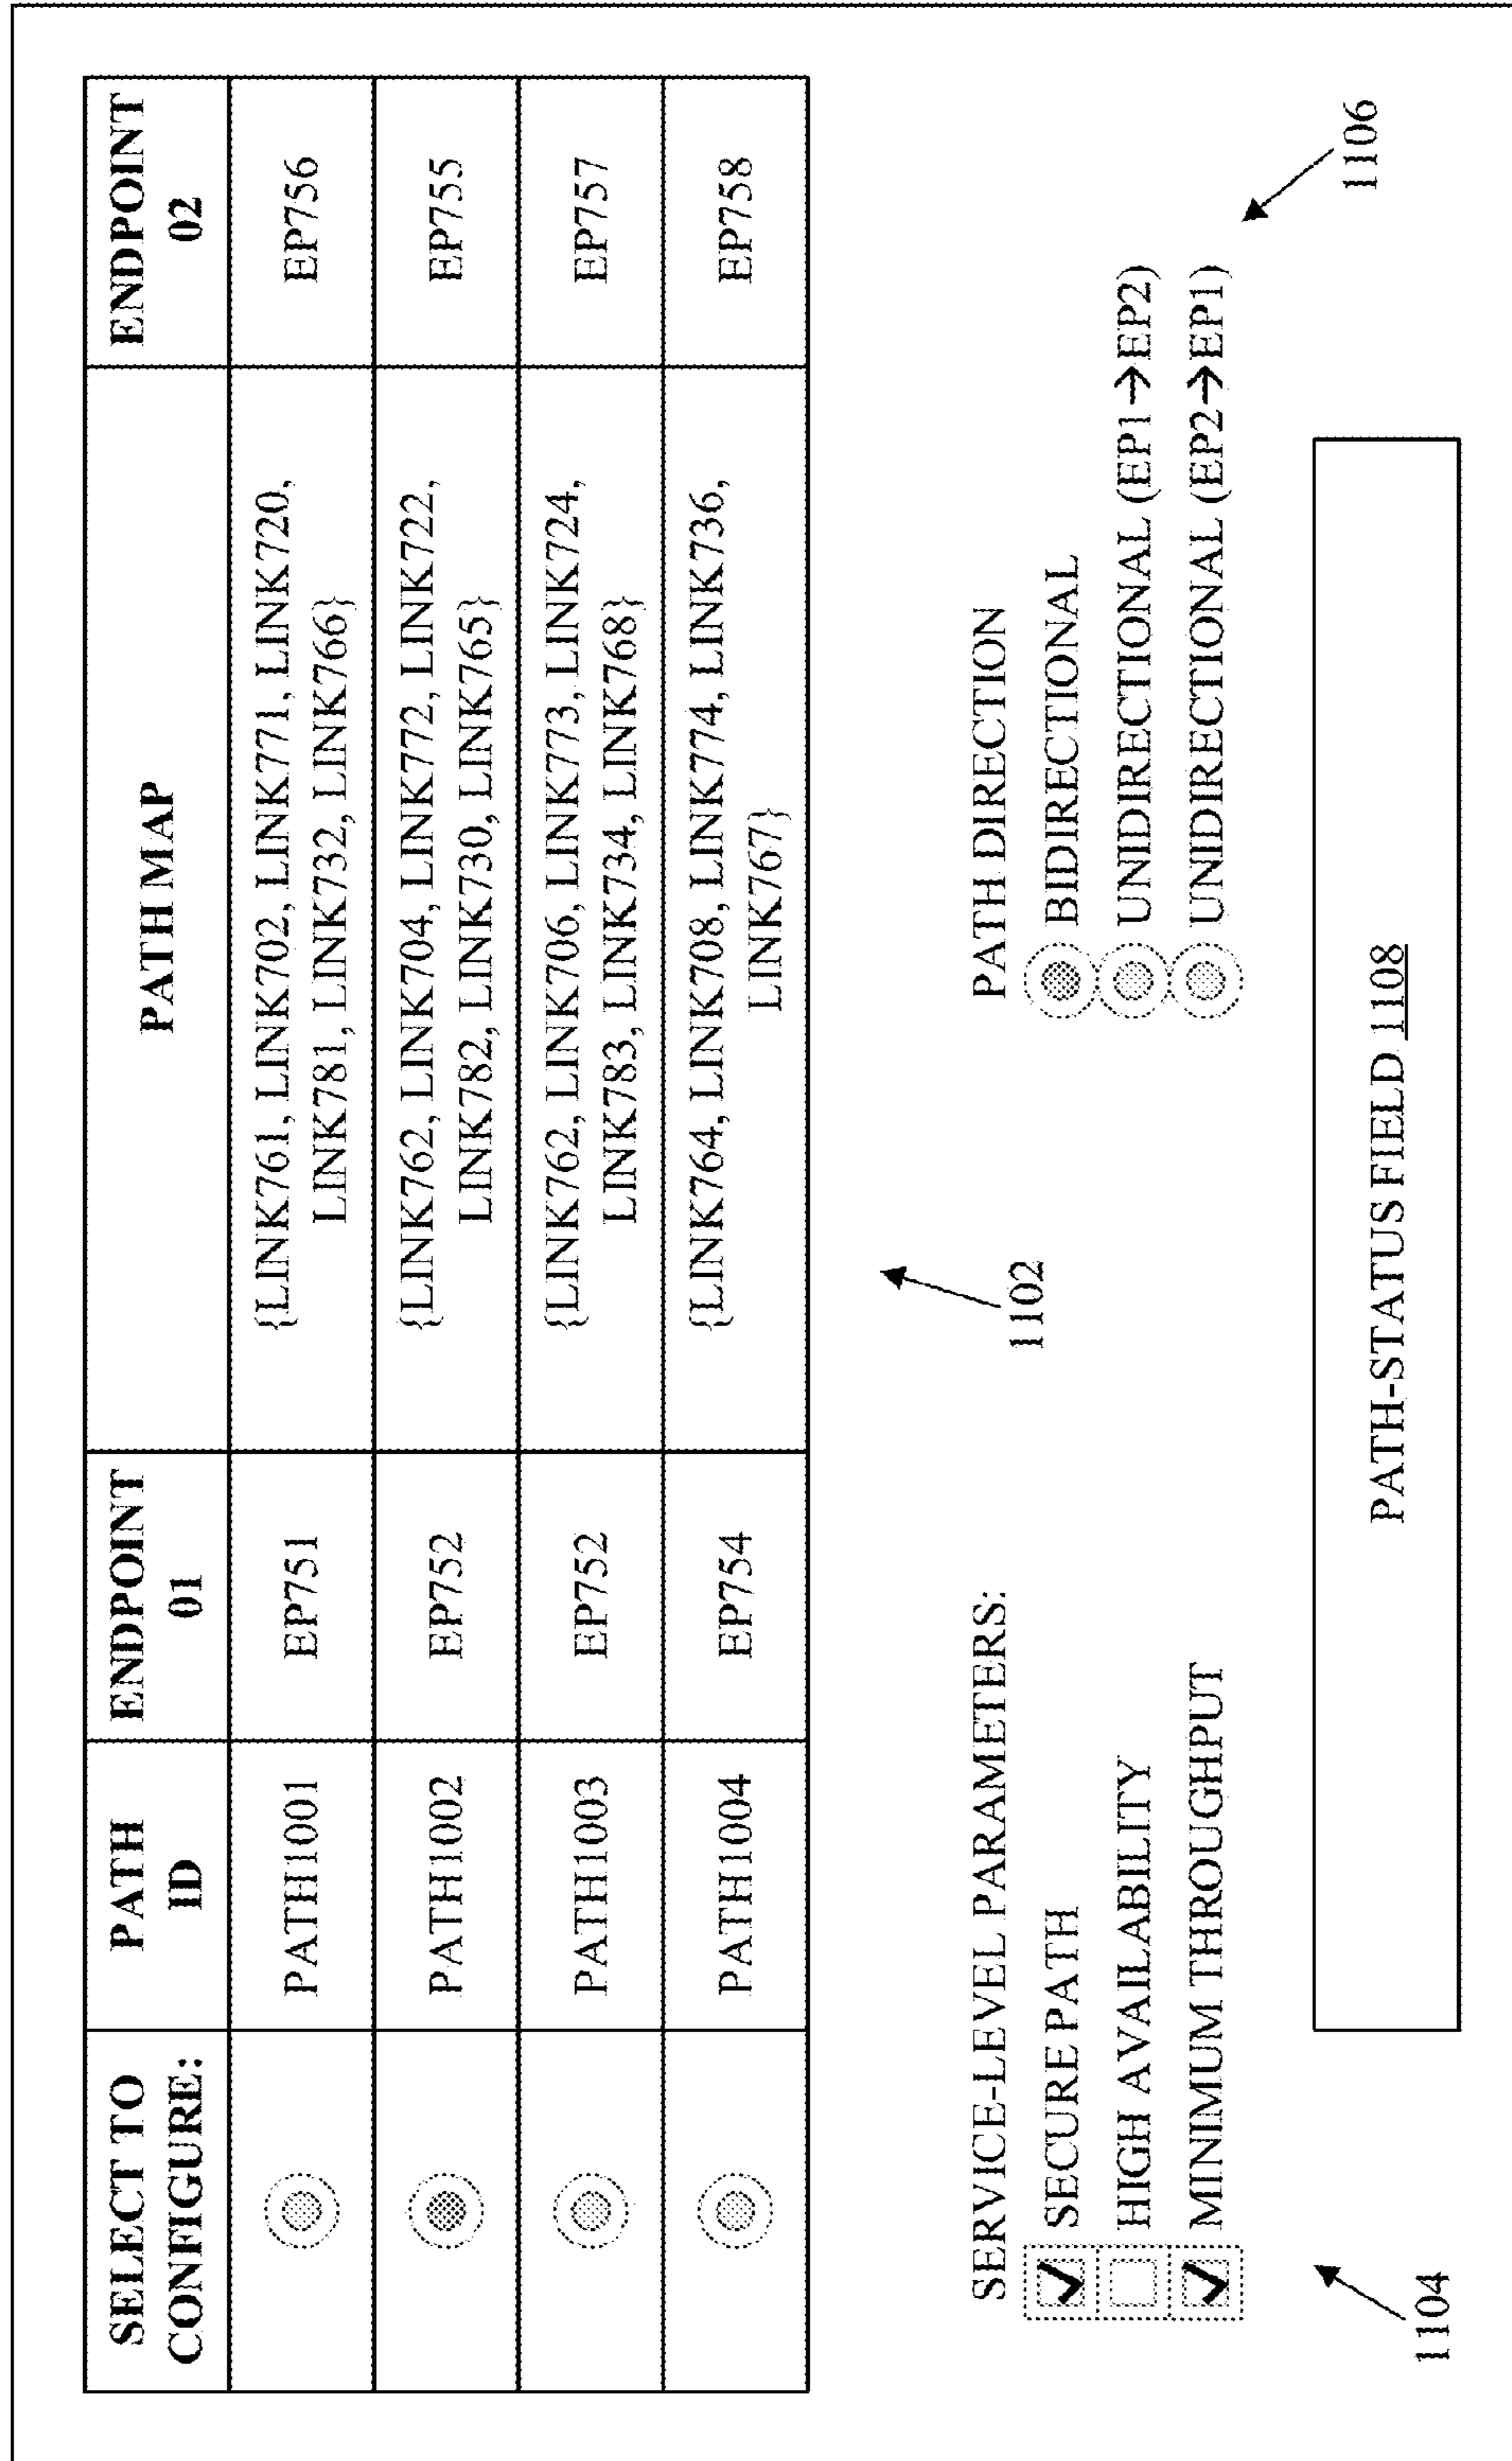 SELECT TO CONFIGURE:
PATH ID
ENDPOINT 01
PATH MAP
ENDPOINT 02
PATH1001
EP751
{LINK761, LINK702, LINK771, LINK720,
LINK781, LINK732, LINK766}
EP756
PATH1002
EP752
{LINK762, LINK704, LINK772, LINK722,
LINK782, LINK730, LINK765}
EP755
PATH1003
EP752
{LINK762, LINK706, LINK773, LINK724,
LINK783, LINK734, LINK768}
EP757
PATH1004
EP754
{LINK764, LINK708, LINK774, LINK736,
LINK767}
EP758
1102
SERVICE-LEVEL PARAMETERS:
SECURE PATH
HIGH AVAILABILITY
MINIMUM THROUGHPUT
1104
PATH DIRECTION
BIDIRECTIONAL
UNIDIRECTIONAL (EP1→EP2)
UNIDIRECTIONAL (EP2→EP1)
1106
PATH-STATUS FIELD 1108